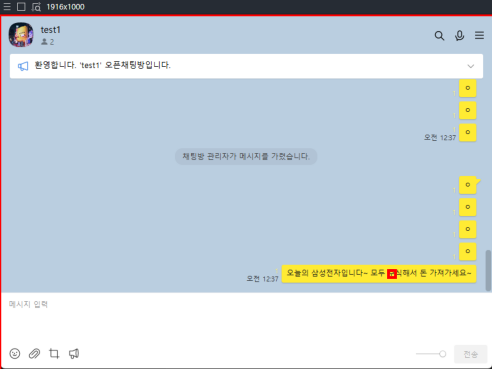 1916x1000
test1
2
환영합니다. 'test1' 오픈채팅방입니다.
ㅇ
ㅇ
ㅇ
오전 12:37
채팅방 관리자가 메시지를 가렸습니다.
ㅇ
ㅇ
ㅇ
ㅇ
오전 12:37
오늘의 삼성전자입니다~ 모두 해서 돈 가져가세요~
메시지 입력
전송